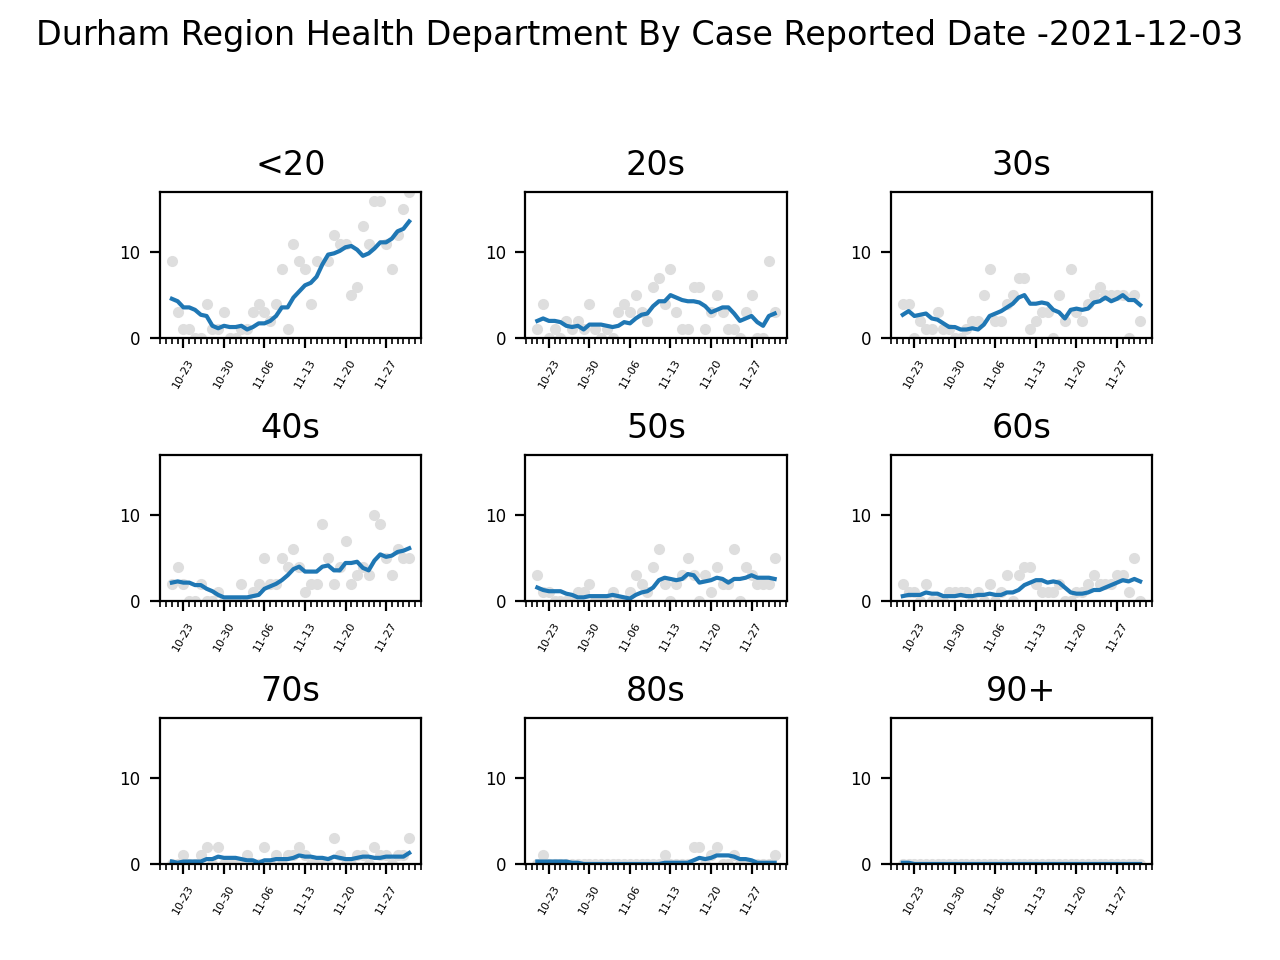 Durham Region Health Department By Case Reported Date -2021-12-03
<20 20s 30s
10 10 10
0 0 0
10-23 10-30 11-06 11-13 11-20 11-27 10-23 10-30 11-06 11-13 11-20 11-27 10-23 10-30 11-06 11-13 11-20 11-27
40s 50s 60s
10 10 10
0 0 0
10-23 10-30 11-06 11-13 11-20 11-27 10-23 10-30 11-06 11-13 11-20 11-27 10-23 10-30 11-06 11-13 11-20 11-27
70s 80s 90+
10 10 10
0 0 0
10-23 10-30 11-06 11-13 11-20 11-27 10-23 10-30 11-06 11-13 11-20 11-27 10-23 10-30 11-06 11-13 11-20 11-27